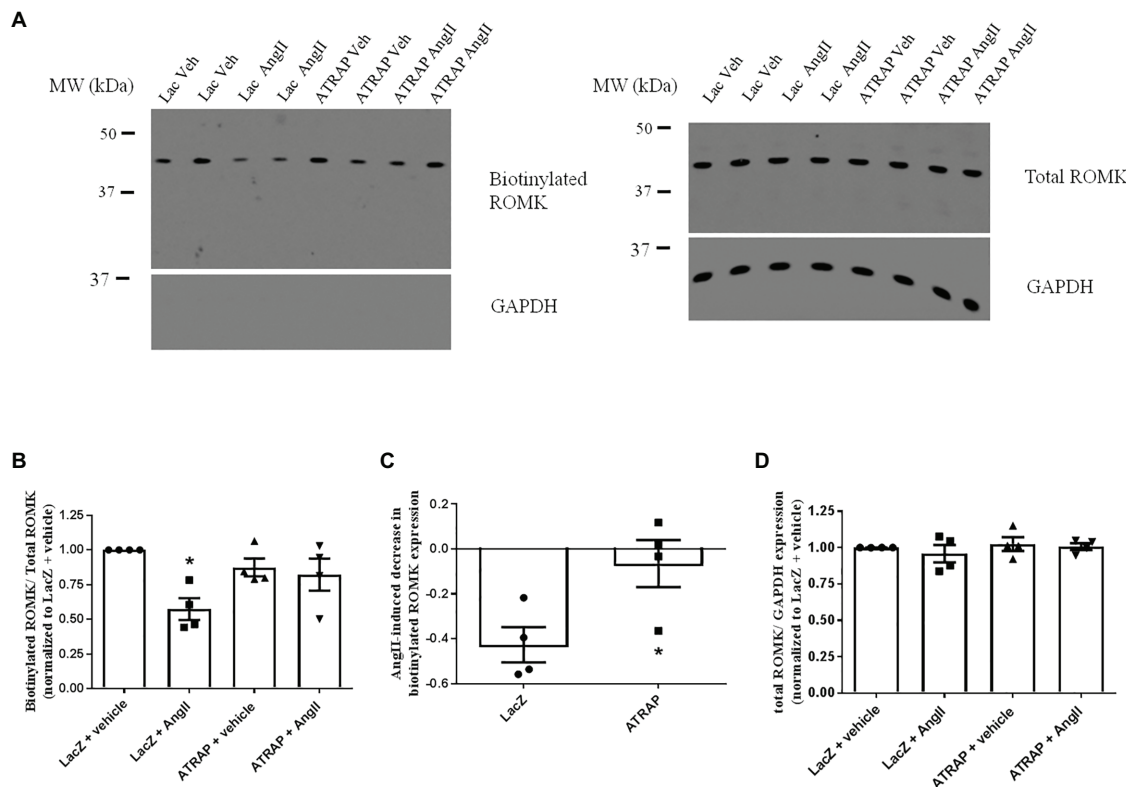 A
MW (kDa)
Lac Veh
Lac Veh
Lac AngII
Lac AngII
ATRAP Veh
ATRAP Veh
ATRAP AngII
ATRAP AngII
50
37
37
Biotinylated
ROMK
GAPDH
MW (kDa)
Lac Veh
Lac Veh
Lac AngII
Lac AngII
ATRAP Veh
ATRAP Veh
ATRAP AngII
ATRAP AngII
50
37
37
Total ROMK
GAPDH
B
Biotinylated ROMK/ Total ROMK
(normalized to LacZ + vehicle)
1.25
1.00
0.75
0.50
0.25
0.00
*
LacZ + vehicle
LacZ + AngII
ATRAP + vehicle
ATRAP + AngII
C
AngII-induced decrease in
biotinylated ROMK expression
0.2
0.0
-0.2
-0.4
-0.6
*
LacZ
ATRAP
D
total ROMK/ GAPDH expression
(normalized to LacZ + vehicle)
1.25
1.00
0.75
0.50
0.25
0.00
LacZ + vehicle
LacZ + AngII
ATRAP + vehicle
ATRAP + AngII